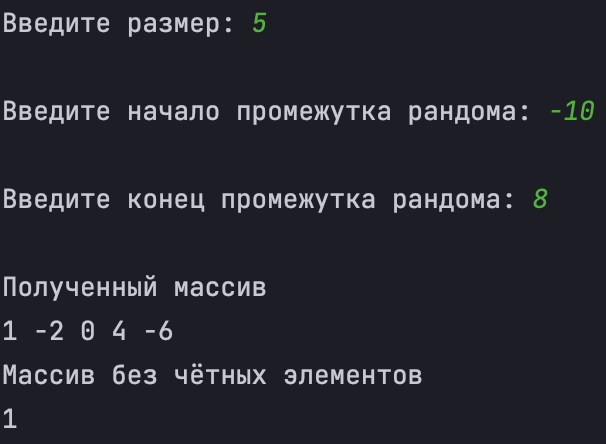 Введите размер: 5
Введите начало промежутка рандома: -10
Введите конец промежутка рандома: 8
Полученный массив
1 -2 0 4 -6
Массив без чётных элементов
1